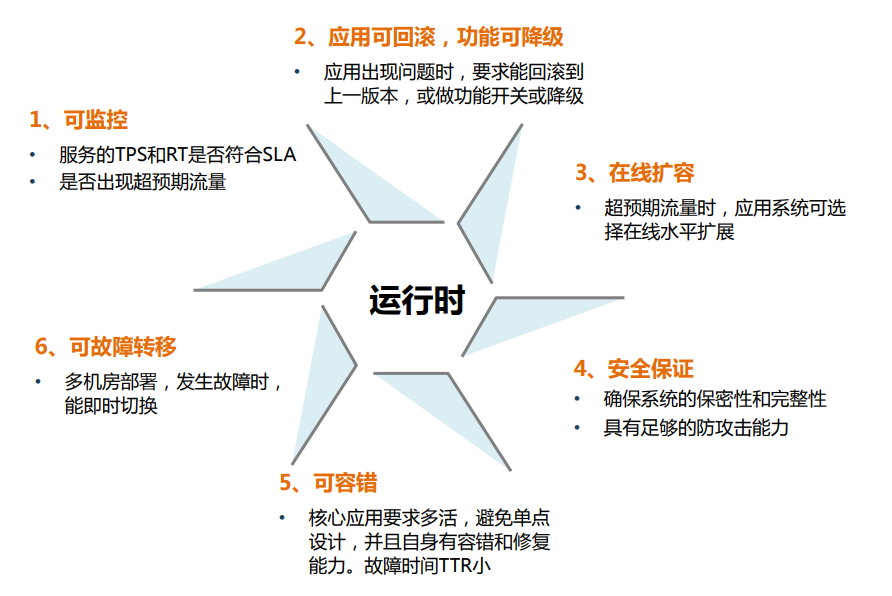 2、应用可回滚，功能可降级
• 应用出现问题时，要求能回滚到
上一版本，或做功能开关或降级
1、可监控
• 服务的TPS和RT是否符合SLA
• 是否出现超预期流量
3、在线扩容
• 超预期流量时，应用系统可选
择在线水平扩展
运行时
6、可故障转移
• 多机房部署，发生故障时，
能即时切换
4、安全保证
• 确保系统的保密性和完整性
• 具有足够的防攻击能力
5、可容错
• 核心应用要求多活，避免单点
设计，并且自身有容错和修复
能力。故障时间TTR小